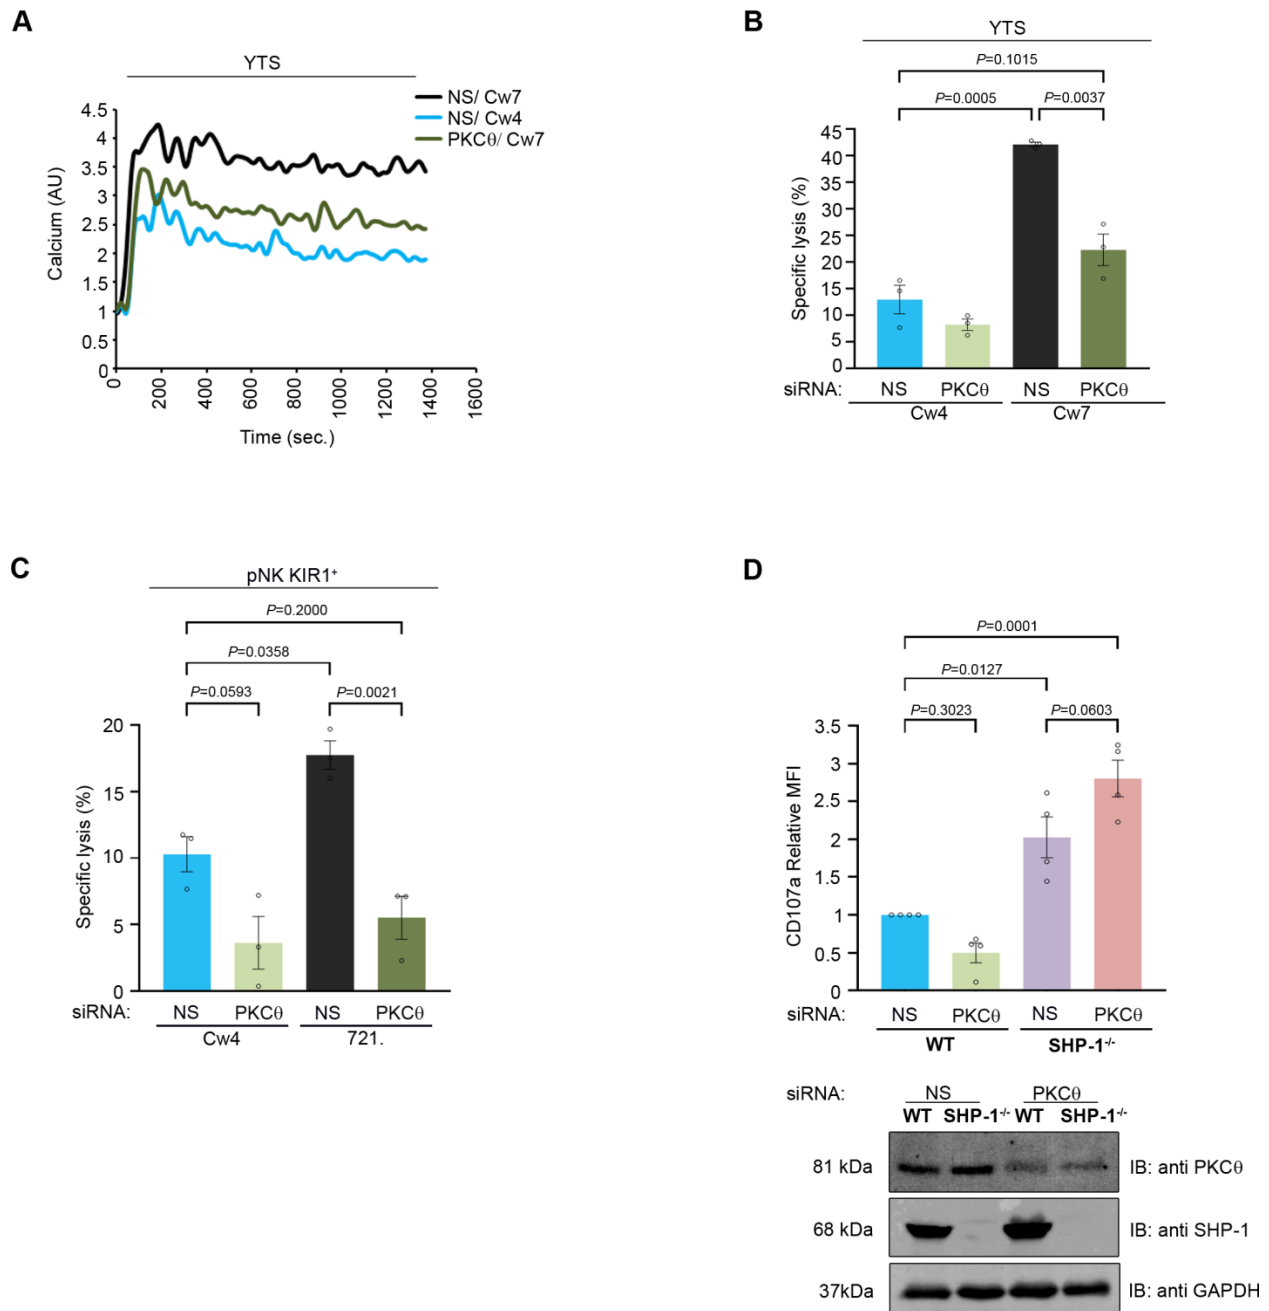 A
YTS
NS/ Cw7
NS/ Cw4
PKCθ/ Cw7
4.5
4
3.5
3
2.5
2
1.5
1
0.5
0
Calcium (AU)
0 200 400 600 800 1000 1200 1400 1600
Time (sec.)
B
YTS
P=0.1015
P=0.0005 P=0.0037
45
40
35
30
25
20
15
10
5
0
Specific lysis (%)
siRNA: NS PKCθ NS PKCθ
Cw4 Cw7
C
pNK KIR1⁺
P=0.2000
P=0.0358
P=0.0593 P=0.0021
20
15
10
5
0
Specific lysis (%)
siRNA: NS PKCθ NS PKCθ
Cw4 721.
D
P=0.0001
P=0.0127
P=0.3023 P=0.0603
3.5
3
2.5
2
1.5
1
0.5
0
CD107a Relative MFI
siRNA: NS PKCθ NS PKCθ
WT SHP-1⁻/⁻
siRNA: NS PKCθ
WT SHP-1⁻/⁻ WT SHP-1⁻/⁻
81 kDa IB: anti PKCθ
68 kDa IB: anti SHP-1
37kDa IB: anti GAPDH